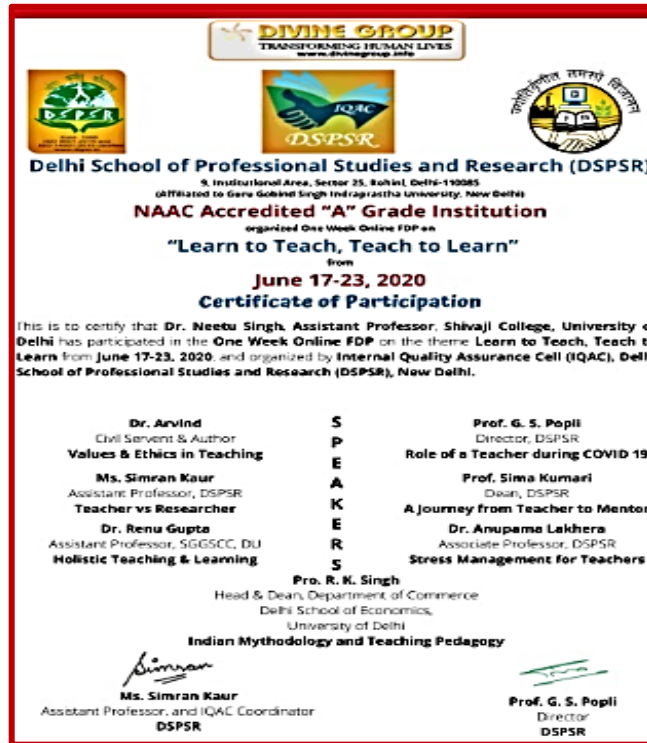 DIVINE GROUP
TRANSFORMING HUMAN LIVES
www.divinegroup.info
DSPSR
IQAC
DSPSR
Delhi School of Professional Studies and Research (DSPSR)
9, Institutional Area, Sector 25, Rohini, Delhi-110085
(Affiliated to Guru Gobind Singh Indraprastha University, New Delhi)
NAAC Accredited "A" Grade Institution
organized One Week Online FDP on
"Learn to Teach, Teach to Learn"
from
June 17-23, 2020
Certificate of Participation
This is to certify that Dr. Neetu Singh, Assistant Professor, Shivaji College, University o
Delhi has participated in the One Week Online FDP on the theme Learn to Teach, Teach t
Learn from June 17-23, 2020, and organized by Internal Quality Assurance Cell (IQAC), Delh
School of Professional Studies and Research (DSPSR), New Delhi.
SPEAKERS
Dr. Arvind
Civil Servent & Author
Values & Ethics in Teaching
Ms. Simran Kaur
Assistant Professor, DSPSR
Teacher vs Researcher
Dr. Renu Gupta
Assistant Professor, SGGSCC, DU
Holistic Teaching & Learning
Prof. G. S. Popli
Director, DSPSR
Role of a Teacher during COVID 19
Prof. Sima Kumari
Dean, DSPSR
A Journey from Teacher to Mentor
Dr. Anupama Lakhera
Associate Professor, DSPSR
Stress Management for Teachers
Pro. R. K. Singh
Head & Dean, Department of Commerce
Delhi School of Economics,
University of Delhi
Indian Mythology and Teaching Pedagogy
Simran
Ms. Simran Kaur
Assistant Professor, and IQAC Coordinator
DSPSR
Prof. G. S. Popli
Director
DSPSR